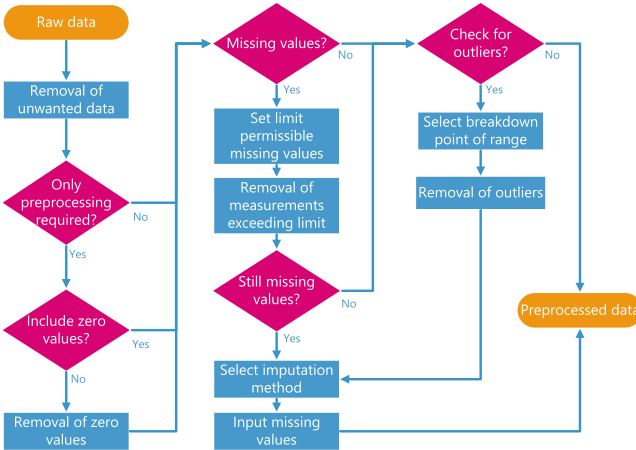 Raw data
Removal of
unwanted data
Only
preprocessing
required?
No
Yes
Include zero
values?
Yes
No
Removal of zero
values
Missing values?
No
Yes
Set limit
permissible
missing values
Removal of
measurements
exceeding limit
Still missing
values?
No
Yes
Select imputation
method
Input missing
values
Check for
outliers?
No
Yes
Select breakdown
point of range
Removal of outliers
Preprocessed data